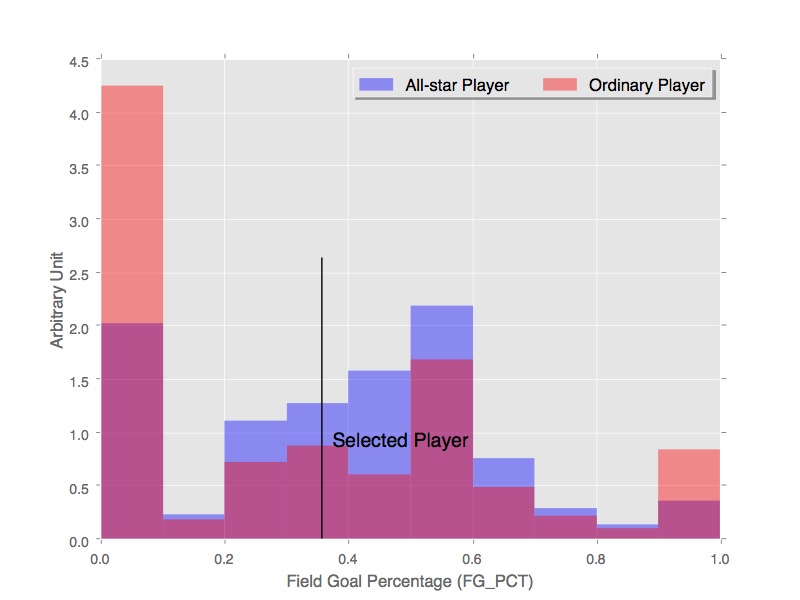 4.5
All-star Player Ordinary Player
4.0
3.5
3.0
2.5
2.0
1.5
1.0
0.5
0.0
Arbitrary Unit
Selected Player
0.0 0.2 0.4 0.6 0.8 1.0
Field Goal Percentage (FG_PCT)